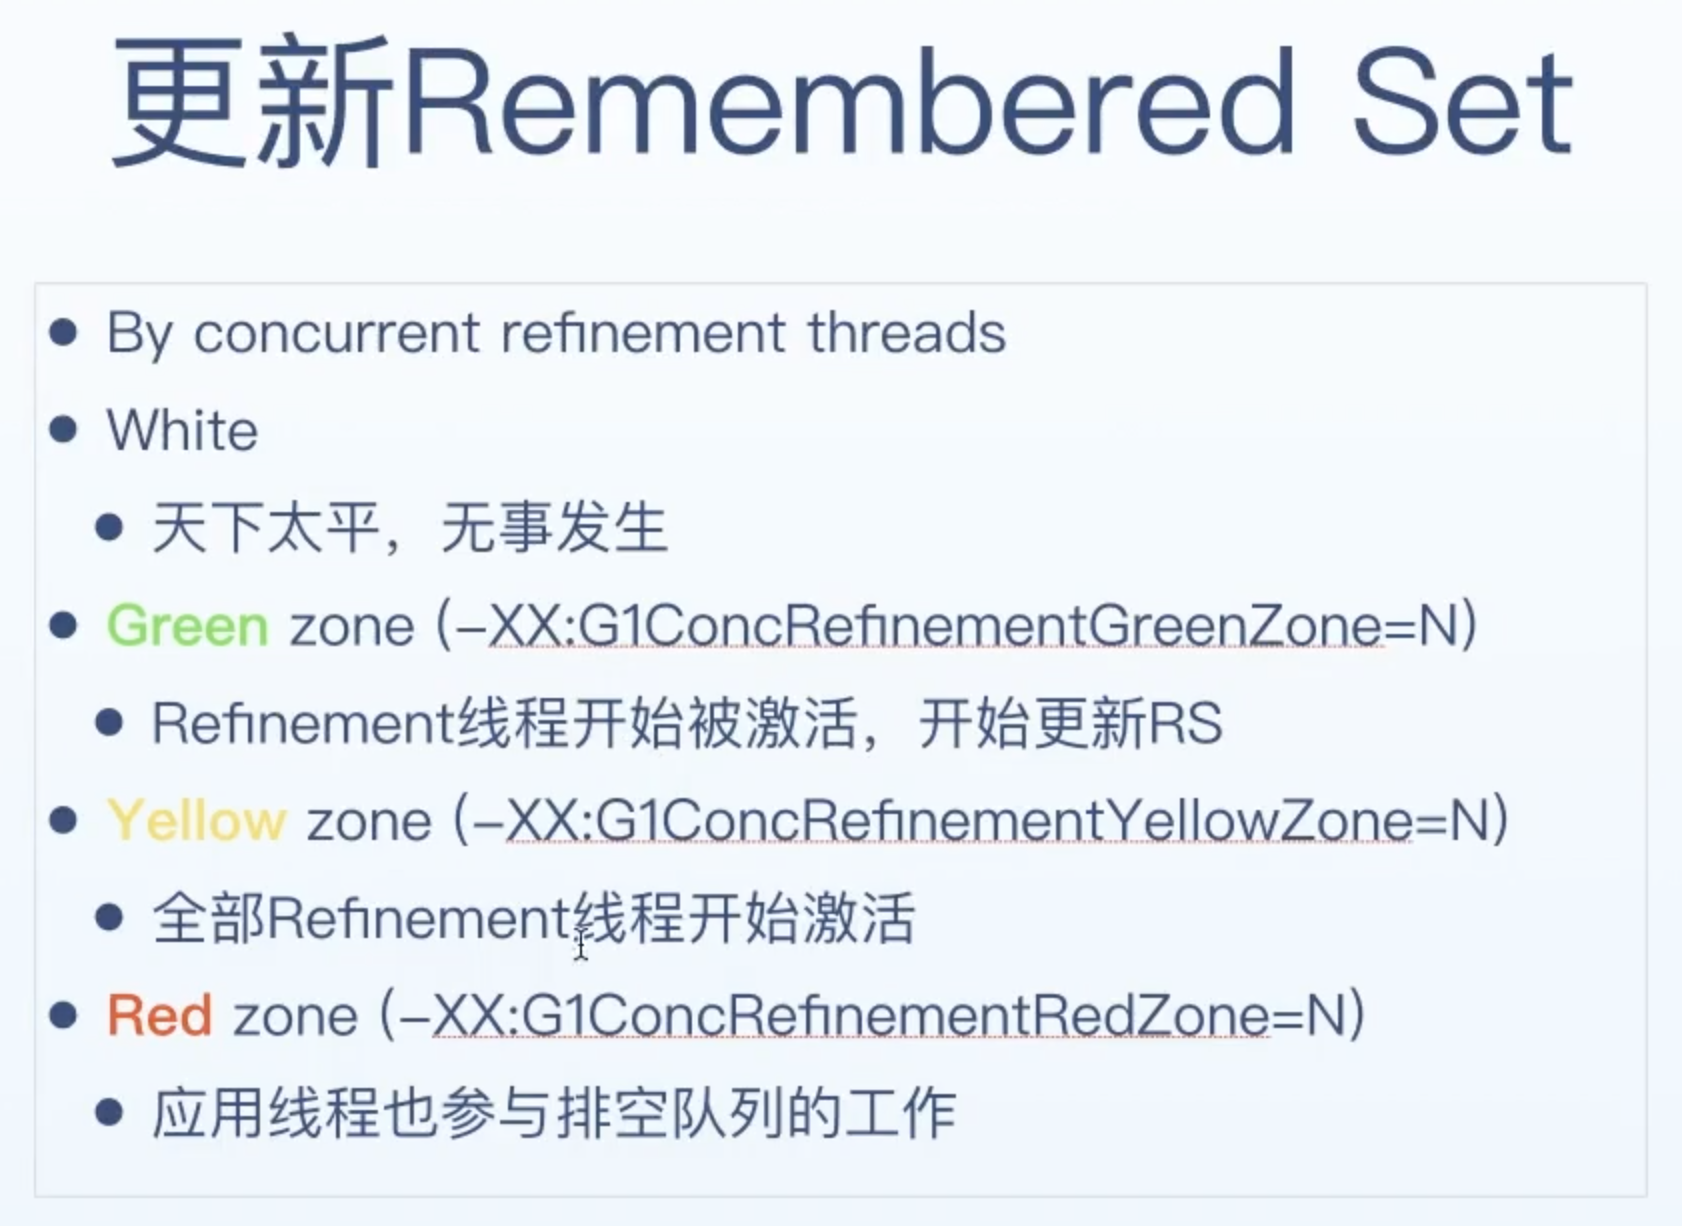 更新Remembered Set
By concurrent refinement threads
White
天下太平，无事发生
Green zone (-XX:G1ConcRefinementGreenZone=N)
Refinement线程开始被激活，开始更新RS
Yellow zone (-XX:G1ConcRefinementYellowZone=N)
全部Refinement线程开始激活
Red zone (-XX:G1ConcRefinementRedZone=N)
应用线程也参与排空队列的工作